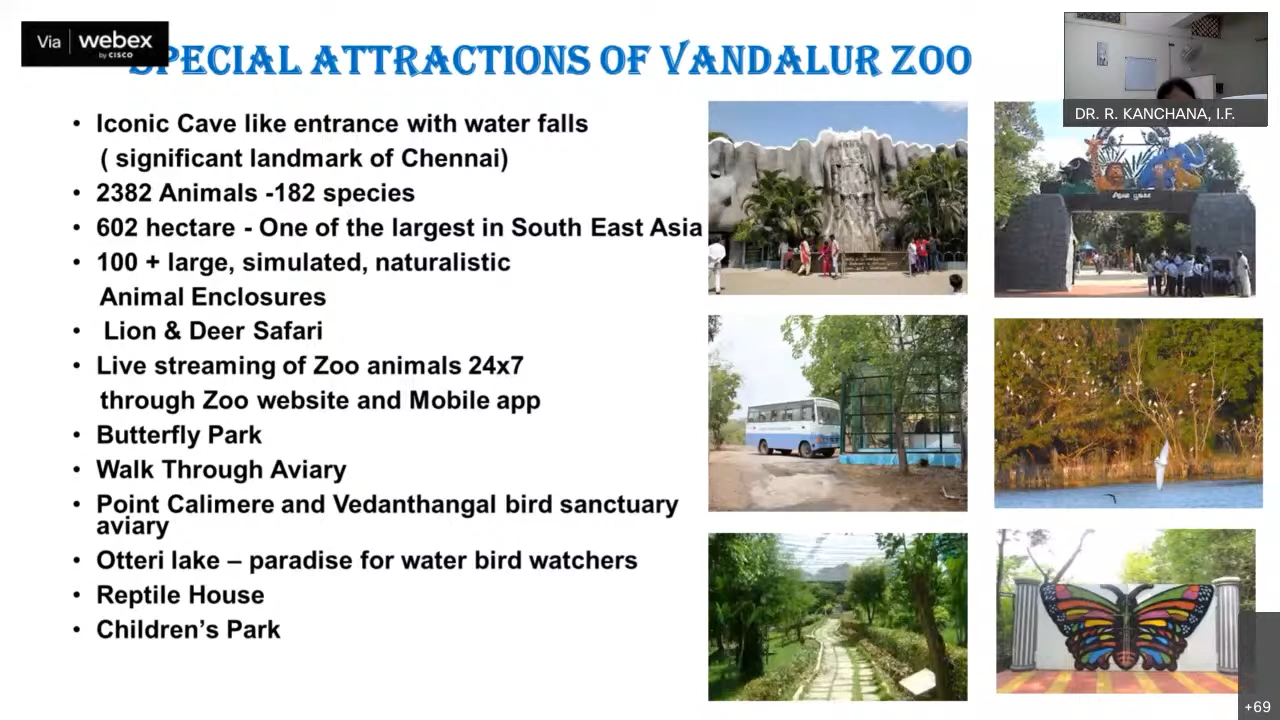 Via webex
by CISCO
SPECIAL ATTRACTIONS OF VANDALUR ZOO
DR. R. KANCHANA, I.F.
• Iconic Cave like entrance with water falls
( significant landmark of Chennai)
• 2382 Animals -182 species
• 602 hectare - One of the largest in South East Asia
• 100 + large, simulated, naturalistic
Animal Enclosures
• Lion & Deer Safari
• Live streaming of Zoo animals 24x7
through Zoo website and Mobile app
• Butterfly Park
• Walk Through Aviary
• Point Calimere and Vedanthangal bird sanctuary
aviary
• Otteri lake – paradise for water bird watchers
• Reptile House
• Children’s Park
சிறுவர் பூங்கா
+69